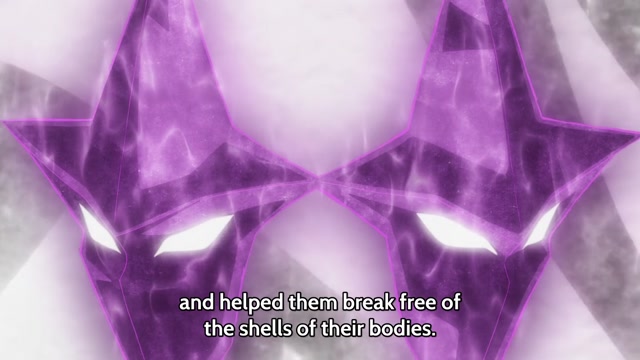 and helped them break free of
the shells of their bodies.